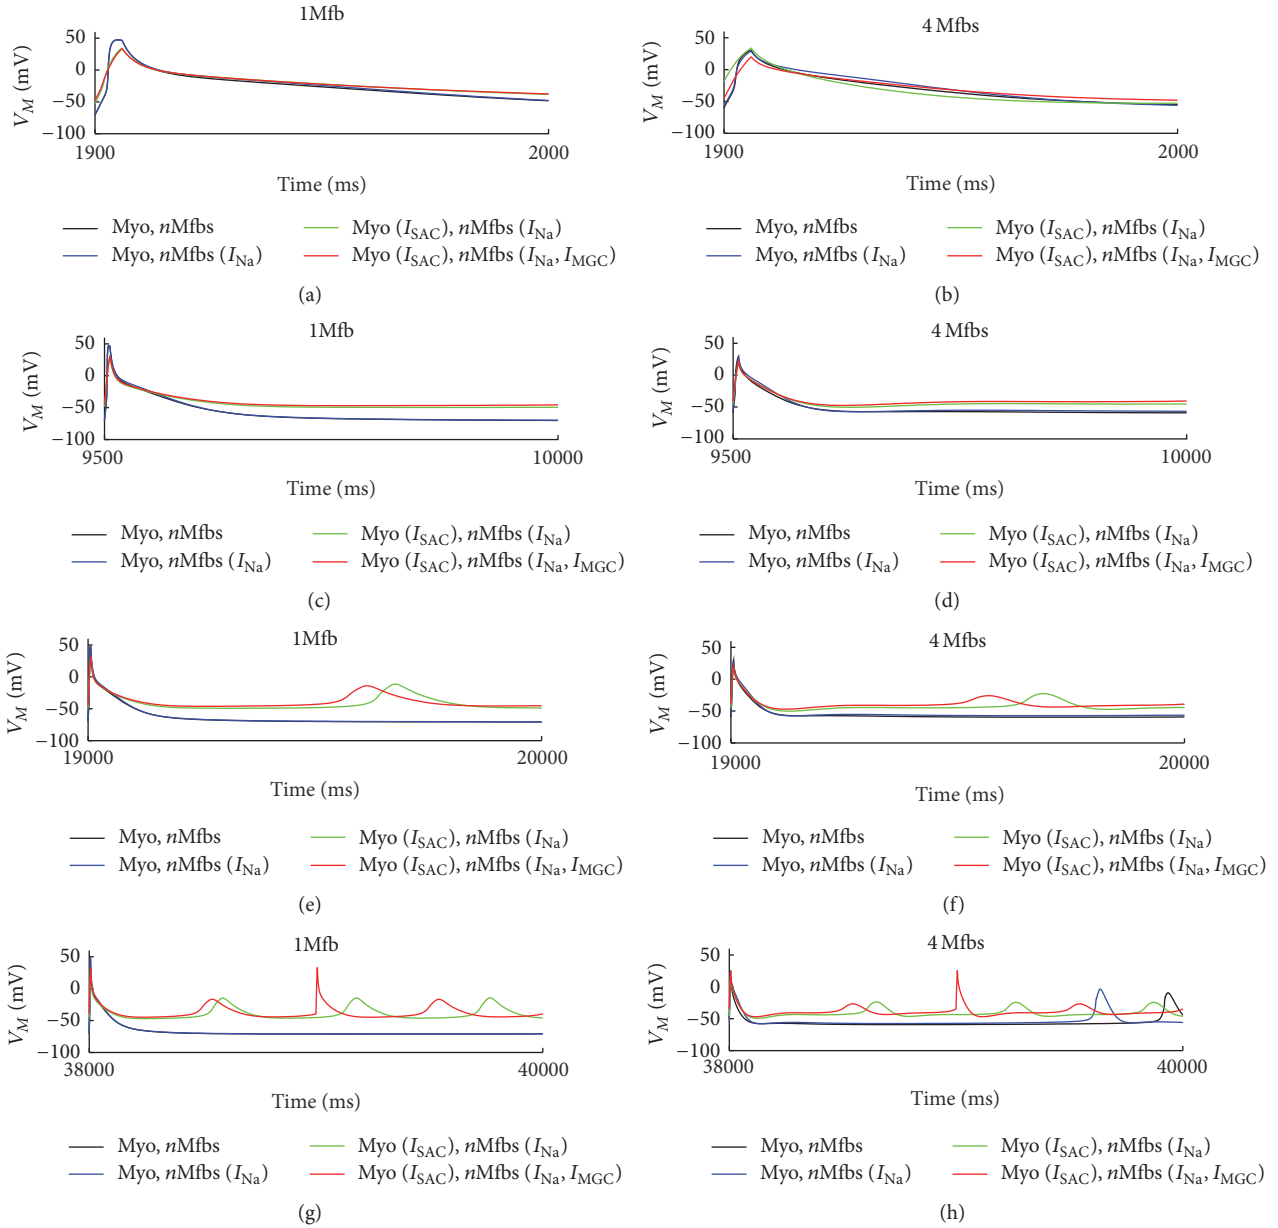 1Mfb
50
0
−50
−100
V_M (mV)
1900
2000
Time (ms)
Myo, nMfbs
Myo, nMfbs (I_Na)
Myo (I_SAC), nMfbs (I_Na)
Myo (I_SAC), nMfbs (I_Na, I_MGC)
(a)
4 Mfbs
50
0
−50
−100
V_M (mV)
1900
2000
Time (ms)
Myo, nMfbs
Myo, nMfbs (I_Na)
Myo (I_SAC), nMfbs (I_Na)
Myo (I_SAC), nMfbs (I_Na, I_MGC)
(b)
1Mfb
50
0
−50
−100
V_M (mV)
9500
10000
Time (ms)
Myo, nMfbs
Myo, nMfbs (I_Na)
Myo (I_SAC), nMfbs (I_Na)
Myo (I_SAC), nMfbs (I_Na, I_MGC)
(c)
4 Mfbs
50
0
−50
−100
V_M (mV)
9500
10000
Time (ms)
Myo, nMfbs
Myo, nMfbs (I_Na)
Myo (I_SAC), nMfbs (I_Na)
Myo (I_SAC), nMfbs (I_Na, I_MGC)
(d)
1Mfb
50
0
−50
−100
V_M (mV)
19000
20000
Time (ms)
Myo, nMfbs
Myo, nMfbs (I_Na)
Myo (I_SAC), nMfbs (I_Na)
Myo (I_SAC), nMfbs (I_Na, I_MGC)
(e)
4 Mfbs
50
0
−50
−100
V_M (mV)
19000
20000
Time (ms)
Myo, nMfbs
Myo, nMfbs (I_Na)
Myo (I_SAC), nMfbs (I_Na)
Myo (I_SAC), nMfbs (I_Na, I_MGC)
(f)
1Mfb
50
0
−50
−100
V_M (mV)
38000
40000
Time (ms)
Myo, nMfbs
Myo, nMfbs (I_Na)
Myo (I_SAC), nMfbs (I_Na)
Myo (I_SAC), nMfbs (I_Na, I_MGC)
(g)
4 Mfbs
50
0
−50
−100
V_M (mV)
38000
40000
Time (ms)
Myo, nMfbs
Myo, nMfbs (I_Na)
Myo (I_SAC), nMfbs (I_Na)
Myo (I_SAC), nMfbs (I_Na, I_MGC)
(h)